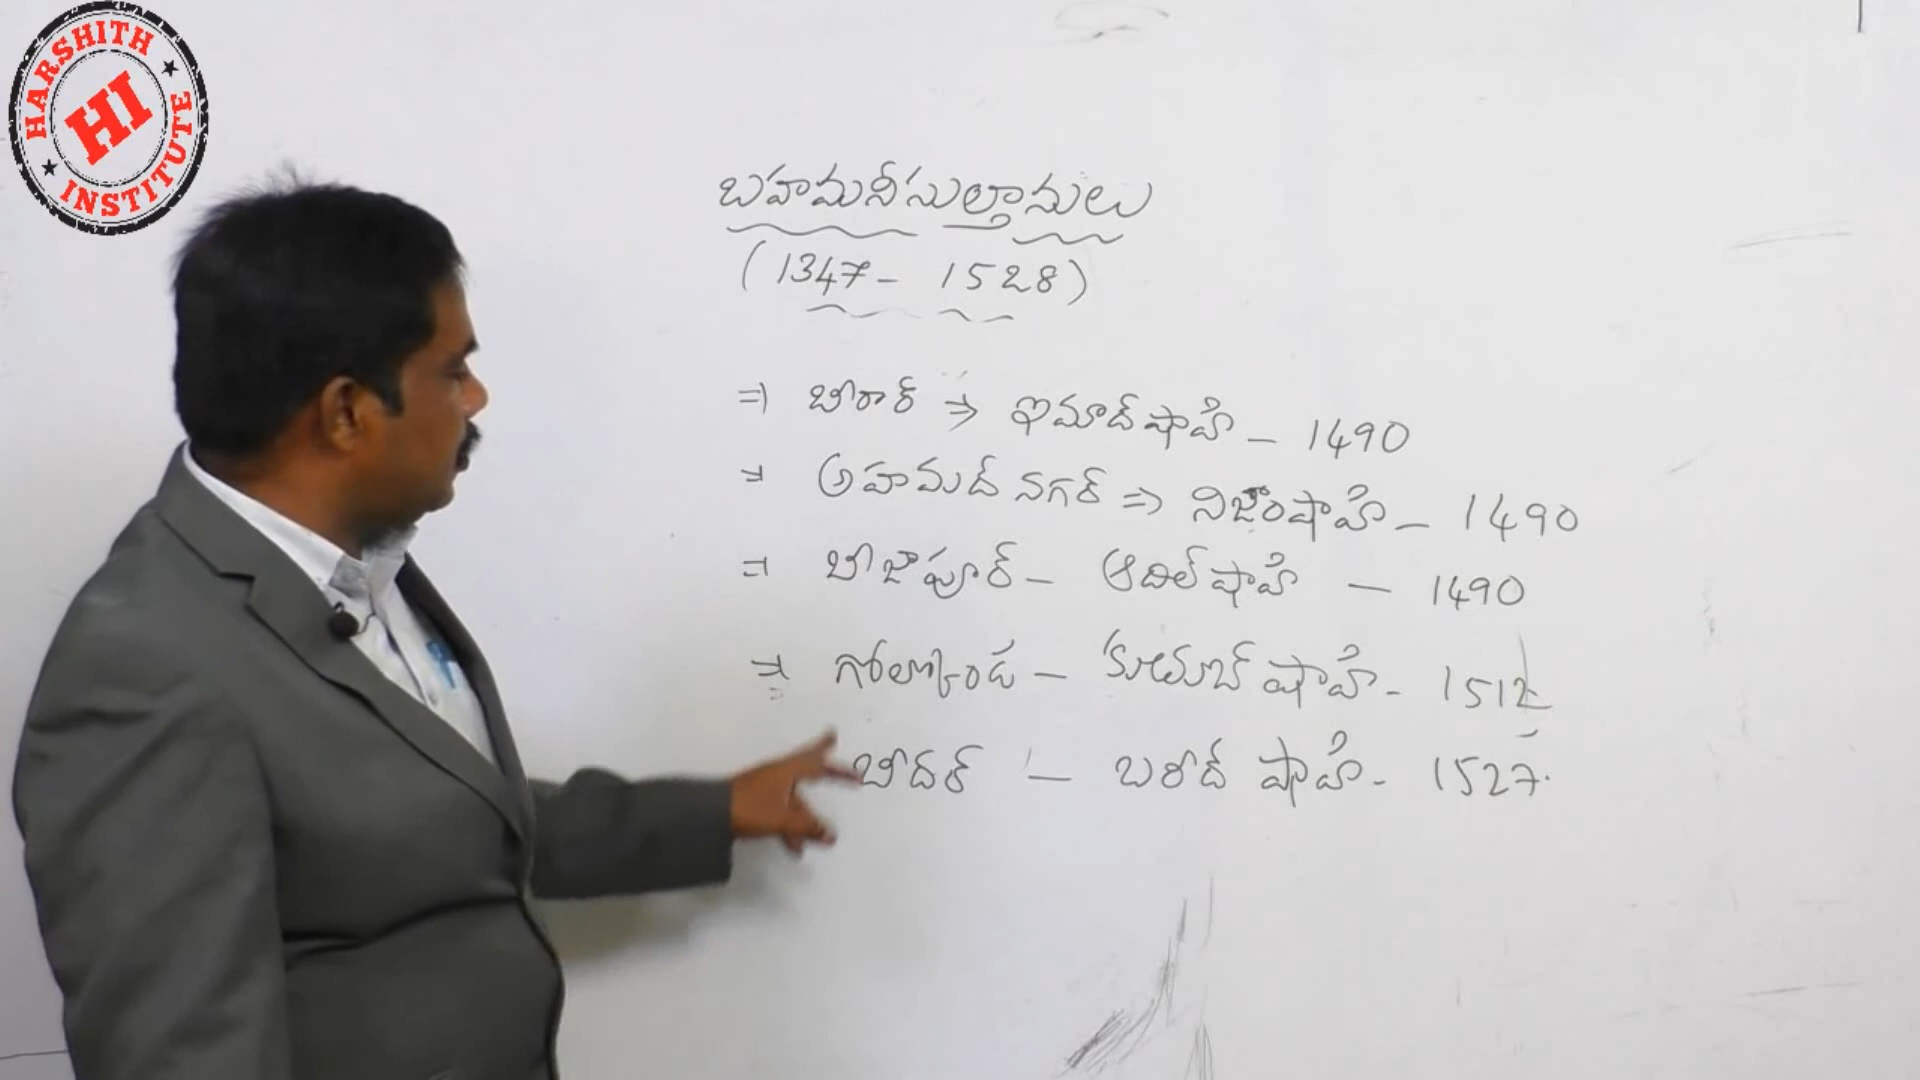 HARSHITH
HI
INSTITUTE
బహమనీసుల్తానులు
(1347 - 1528)
⇒ బీరార్ ⇒ ఇమాద్ షాహి - 1490
⇒ అహమద్ నగర్ ⇒ నిజాంషాహి - 1490
⇒ బీజాపూర్ - ఆదిల్ షాహి - 1490
⇒ గోల్కొండ - కుతుబ్ షాహి - 1512
బీదర్ - బరీద్ షాహి - 1527.